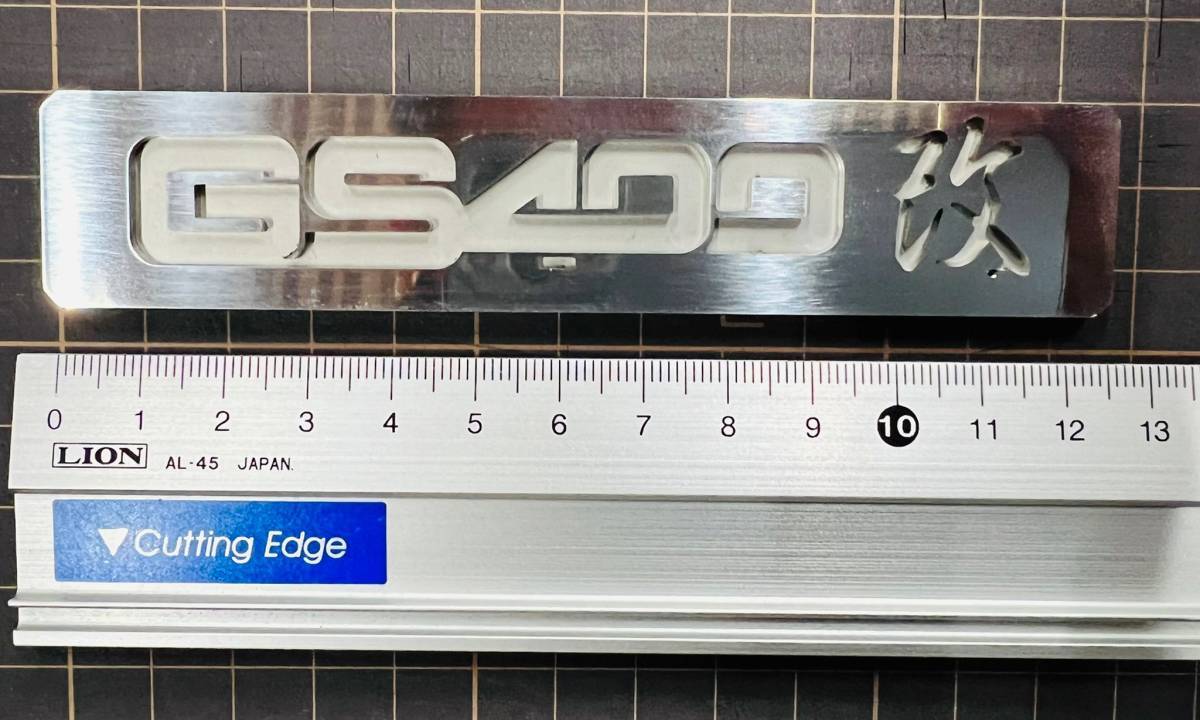 GS400 改
0 1 2 3 4 5 6 7 8 9 10 11 12 13
LION AL-45 JAPAN.
▼Cutting Edge